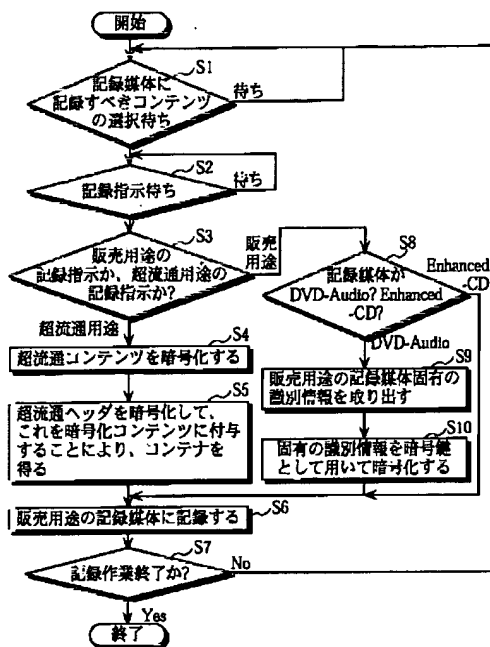 開始
S1
記録媒体に
記録すべきコンテンツ
の選択待ち
待ち
S2
記録指示待ち
待ち
S3
販売用途の
記録指示か、超流通用途の
記録指示か?
販売
用途
超流通用途
S4
超流通コンテンツを暗号化する
S5
超流通ヘッダを暗号化して、
これを暗号化コンテンツに付与
することにより、コンテナを
得る
S8
記録媒体が
DVD-Audio? Enhanced
-CD?
Enhanced
-CD
DVD-Audio
S9
販売用途の記録媒体固有の
識別情報を取り出す
S10
固有の識別情報を暗号鍵
として用いて暗号化する
S6
販売用途の記録媒体に記録する
S7
記録作業終了か?
No
Yes
終了